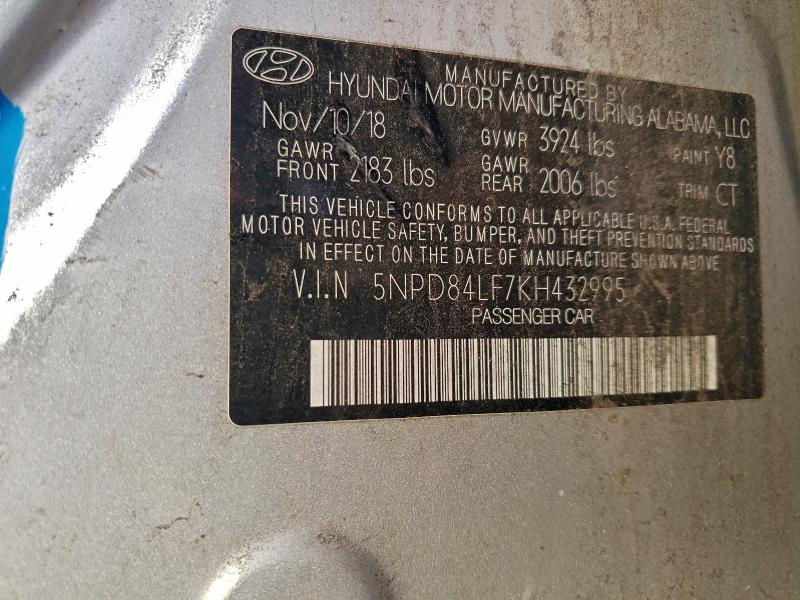 MANUFACTURED BY
HYUNDAI MOTOR MANUFACTURING ALABAMA, LLC
Nov/10/18 GVWR 3924 lbs PAINT Y8
GAWR FRONT 2183 lbs GAWR REAR 2006 lbs TRIM CT
THIS VEHICLE CONFORMS TO ALL APPLICABLE U.S.A. FEDERAL
MOTOR VEHICLE SAFETY, BUMPER, AND THEFT PREVENTION STANDARDS
IN EFFECT ON THE DATE OF MANUFACTURE SHOWN ABOVE
V.I.N 5NPD84LF7KH432995
PASSENGER CAR